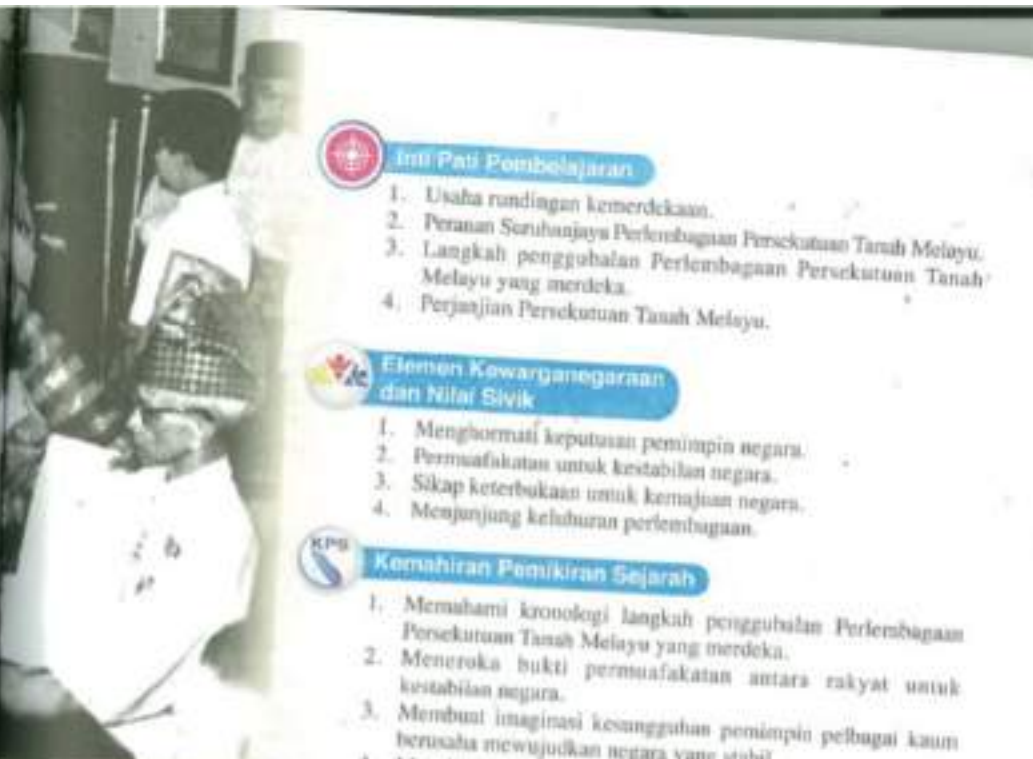 Inti Pati Pembelajaran
1. Usaha rundingan kemerdekaan.
2. Peranan Suruhanjaya Perlembagaan Persekutuan Tanah Melayu.
3. Langkah penggubalan Perlembagaan Persekutuan Tanah
Melayu yang merdeka.
4. Perjanjian Persekutuan Tanah Melayu.
Elemen Kewarganegaraan
dan Nilai Sivik
1. Menghormati keputusan pemimpin negara.
2. Permuafakatan untuk kestabilan negara.
3. Sikap keterbukaan untuk kemajuan negara.
4. Menjunjung keluhuran perlembagaan.
KPS
Kemahiran Pemikiran Sejarah
1. Memahami kronologi langkah penggubalan Perlembagaan
Persekutuan Tanah Melayu yang merdeka.
2. Meneroka bukti permuafakatan antara rakyat untuk
kestabilan negara.
3. Membuat imaginasi kesungguhan pemimpin pelbagai kaum
berusaha mewujudkan negara yang stabil.